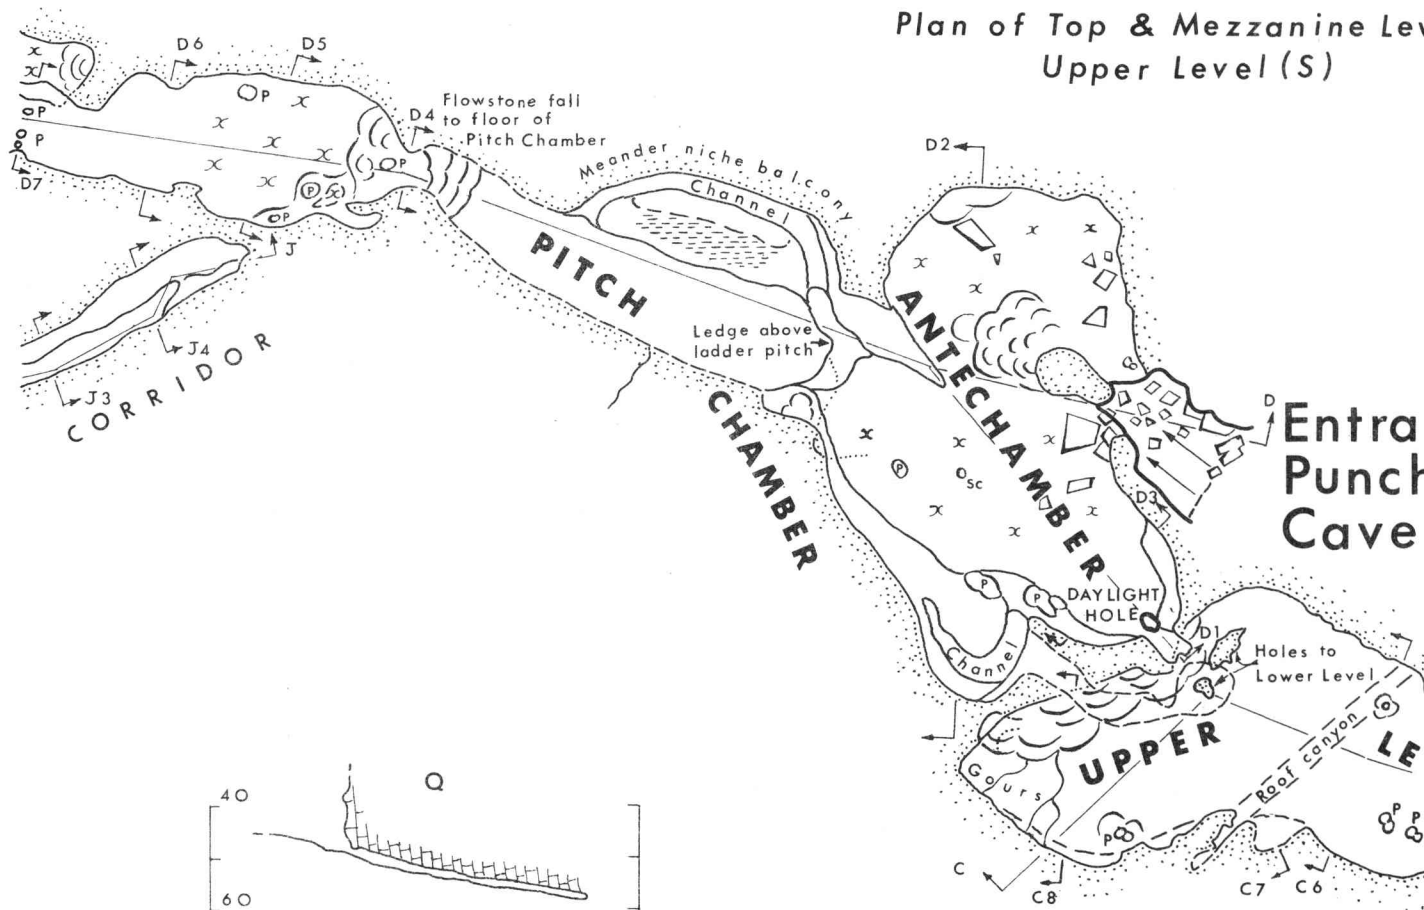 Plan of Top & Mezzanine Lev
Upper Level (S)
D6
D5
D4
Flowstone fall
to floor of
Pitch Chamber
D2
Meander niche balcony
Channel
x
x
P
x
P
x
x
x
x
x
P
P
D7
P
x
P
J
J4
J3
CORRIDOR
PITCH
CHAMBER
Ledge above
ladder pitch
ANTECHAMBER
x
x
x
x
D
D3
x
x
x
P
sc
x
x
x
Entra
Punch
Cave
P
P
DAYLIGHT
HOLE
D1
Holes to
Lower Level
Channel
UPPER
LE
Roof canyon
Gours
P
P
P
C
C8
C7
C6
Q
40
60